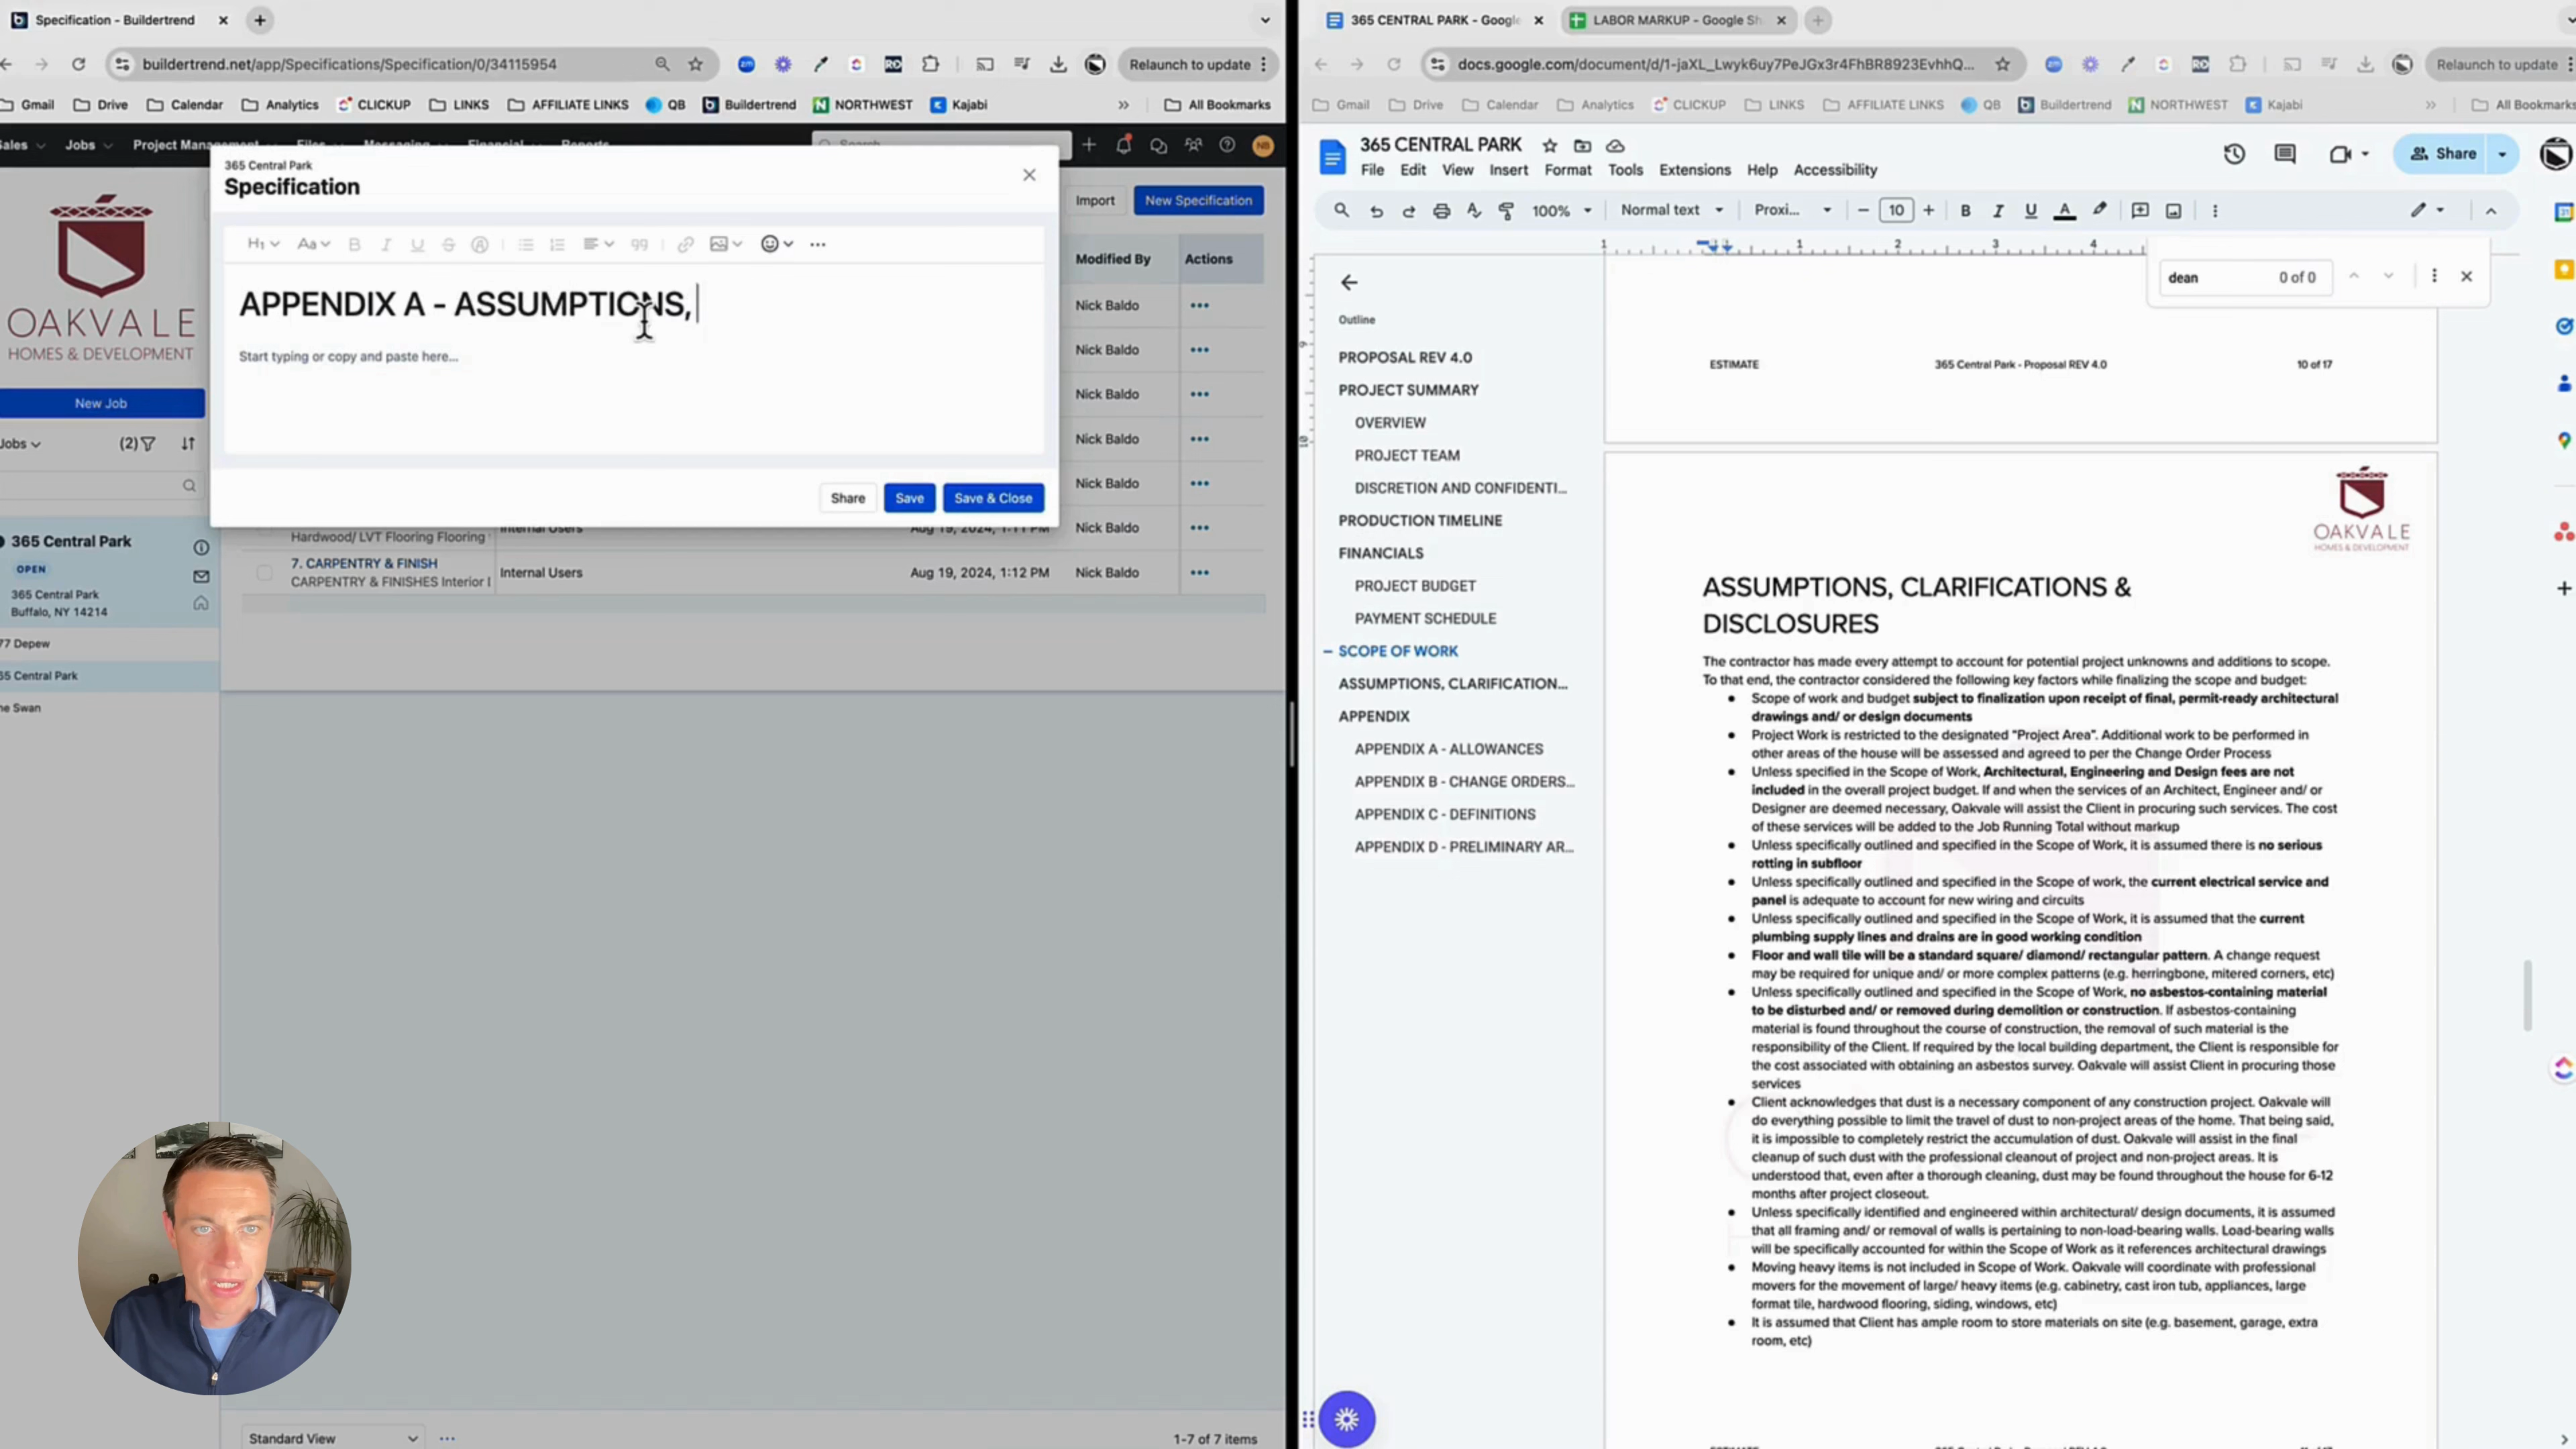 Specification - Buildertrend
buildertrend.net/app/Specifications/Specification/0/34115954
Relaunch to update
Gmail
Drive
Calendar
Analytics
CLICKUP
LINKS
AFFILIATE LINKS
QB
Buildertrend
NORTHWEST
Kajabi
All Bookmarks
Jobs
NB
365 Central Park
Specification
Import
New Specification
H1
Aa
B
Modified By
Actions
APPENDIX A - ASSUMPTIONS,
Start typing or copy and paste here...
Nick Baldo
Nick Baldo
Nick Baldo
Nick Baldo
Nick Baldo
Share
Save
Save & Close
OAKVALE
HOMES & DEVELOPMENT
New Job
(2)
365 Central Park
OPEN
365 Central Park
Buffalo, NY 14214
77 Depew
65 Central Park
Hardwood/ LVT Flooring Flooring
Internal Users
Aug 19, 2024, 1:11 PM
Nick Baldo
7. CARPENTRY & FINISH
CARPENTRY & FINISHES Interior
Internal Users
Aug 19, 2024, 1:12 PM
Nick Baldo
Standard View
1-7 of 7 items
365 CENTRAL PARK - Google
LABOR MARKUP - Google Sh
docs.google.com/document/d/1-jaXL_Lwyk6uy7PeJGx3r4FhBR8923EvhhQ...
Relaunch to update
Gmail
Drive
Calendar
Analytics
CLICKUP
LINKS
AFFILIATE LINKS
QB
Buildertrend
NORTHWEST
Kajabi
All Bookmarks
365 CENTRAL PARK
File Edit View Insert Format Tools Extensions Help Accessibility
Share
100%
Normal text
Proxi...
10
dean
0 of 0
Outline
PROPOSAL REV 4.0
PROJECT SUMMARY
OVERVIEW
PROJECT TEAM
DISCRETION AND CONFIDENTI...
PRODUCTION TIMELINE
FINANCIALS
PROJECT BUDGET
PAYMENT SCHEDULE
SCOPE OF WORK
ASSUMPTIONS, CLARIFICATION...
APPENDIX
APPENDIX A - ALLOWANCES
APPENDIX B - CHANGE ORDERS...
APPENDIX C - DEFINITIONS
APPENDIX D - PRELIMINARY AR...
ESTIMATE
365 Central Park - Proposal REV 4.0
10 of 17
OAKVALE
HOMES & DEVELOPMENT
ASSUMPTIONS, CLARIFICATIONS &
DISCLOSURES
The contractor has made every attempt to account for potential project unknowns and additions to scope.
To that end, the contractor considered the following key factors while finalizing the scope and budget:
● Scope of work and budget subject to finalization upon receipt of final, permit-ready architectural
drawings and/ or design documents
● Project Work is restricted to the designated "Project Area". Additional work to be performed in
other areas of the house will be assessed and agreed to per the Change Order Process
● Unless specified in the Scope of Work, Architectural, Engineering and Design fees are not
included in the overall project budget. If and when the services of an Architect, Engineer and/ or
Designer are deemed necessary, Oakvale will assist the Client in procuring such services. The cost
of these services will be added to the Job Running Total without markup
● Unless specifically outlined and specified in the Scope of Work, it is assumed there is no serious
rotting in subfloor
● Unless specifically outlined and specified in the Scope of work, the current electrical service and
panel is adequate to account for new wiring and circuits
● Unless specifically outlined and specified in the Scope of Work, it is assumed that the current
plumbing supply lines and drains are in good working condition
● Floor and wall tile will be a standard square/ diamond/ rectangular pattern. A change request
may be required for unique and/ or more complex patterns (e.g. herringbone, mitered corners, etc)
● Unless specifically outlined and specified in the Scope of Work, no asbestos-containing material
to be disturbed and/ or removed during demolition or construction. If asbestos-containing
material is found throughout the course of construction, the removal of such material is the
responsibility of the Client. If required by the local building department, the Client is responsible for
the cost associated with obtaining an asbestos survey. Oakvale will assist Client in procuring those
services
● Client acknowledges that dust is a necessary component of any construction project. Oakvale will
do everything possible to limit the travel of dust to non-project areas of the home. That being said,
it is impossible to completely restrict the accumulation of dust. Oakvale will assist in the final
cleanup of such dust with the professional cleanout of project and non-project areas. It is
understood that, even after a thorough cleaning, dust may be found throughout the house for 6-12
months after project closeout.
● Unless specifically identified and engineered within architectural/ design documents, it is assumed
that all framing and/ or removal of walls is pertaining to non-load-bearing walls. Load-bearing walls
will be specifically accounted for within the Scope of Work as it references architectural drawings
● Moving heavy items is not included in Scope of Work. Oakvale will coordinate with professional
movers for the movement of large/ heavy items (e.g. cabinetry, cast iron tub, appliances, large
format tile, hardwood flooring, siding, windows, etc)
● It is assumed that Client has ample room to store materials on site (e.g. basement, garage, extra
room, etc)